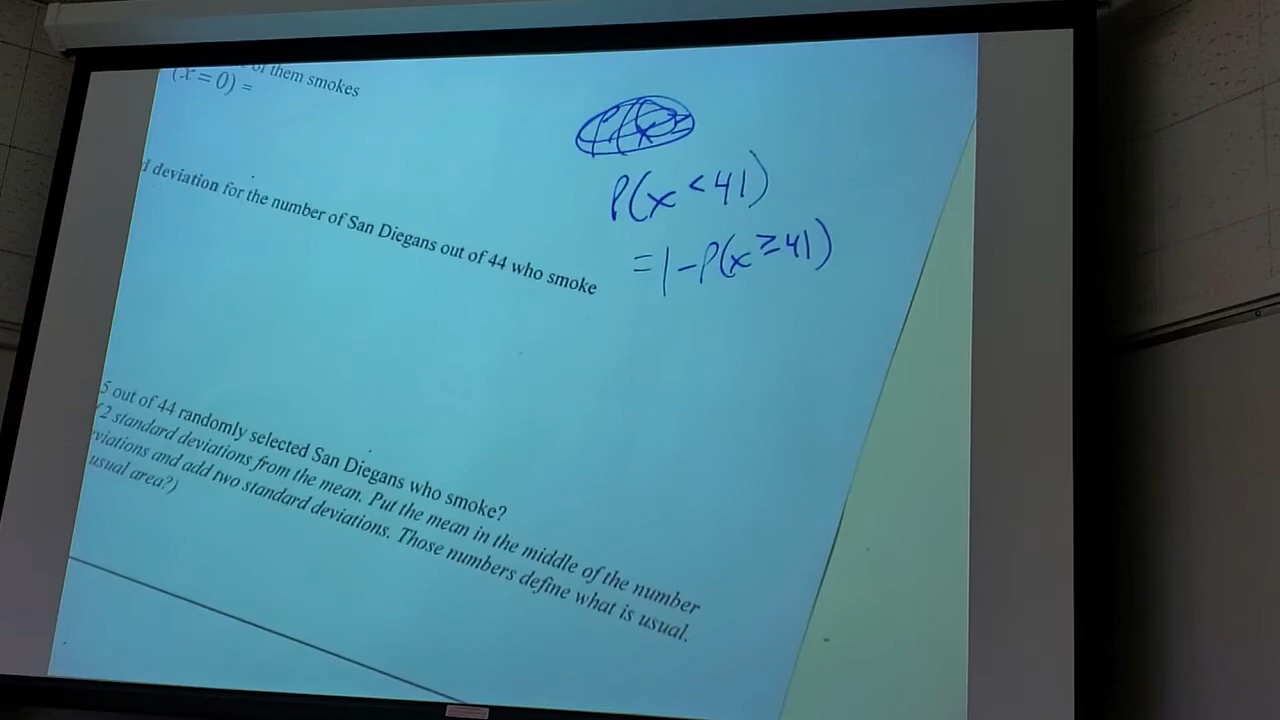 of them smokes
(x=0) =
P(x<41)
=1-P(x≥41)
deviation for the number of San Diegans out of 44 who smoke
5 out of 44 randomly selected San Diegans who smoke?
2 standard deviations from the mean. Put the mean in the middle of the number
viations and add two standard deviations. Those numbers define what is usual.
usual area?)